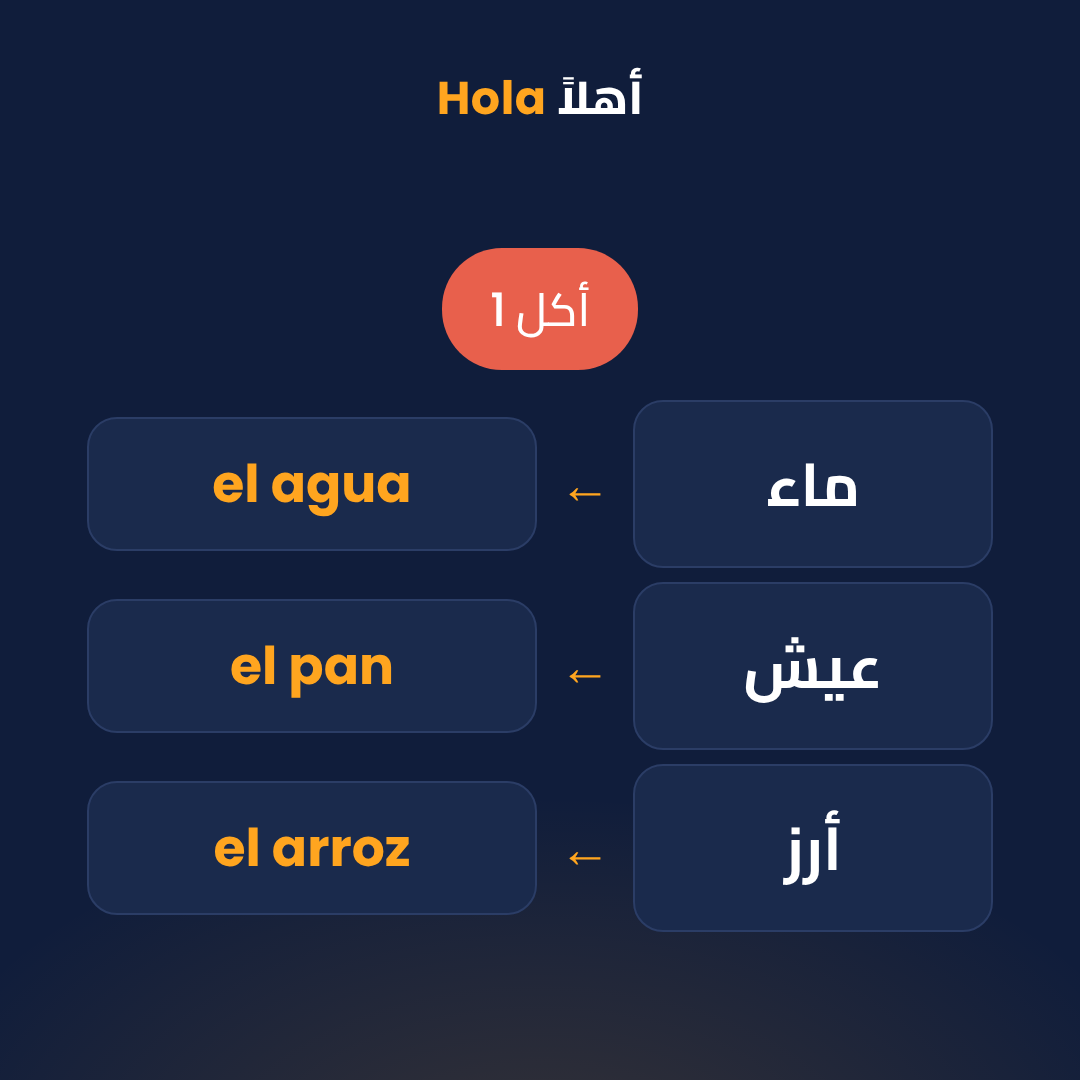 أهلاً Hola
أكل 1
ماء ← el agua
عيش ← el pan
أرز ← el arroz